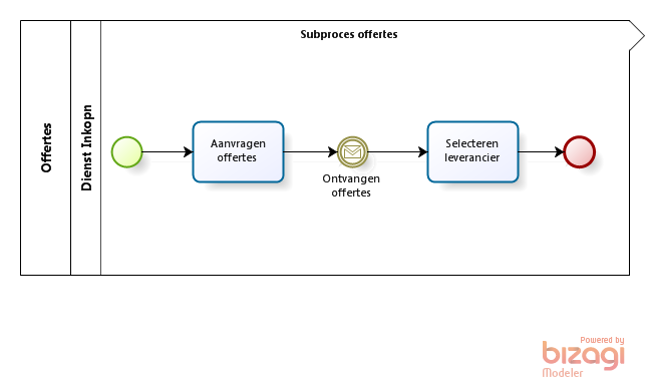 Subproces offertes
Offertes
Dienst Inkopn
Aanvragen
offertes
Ontvangen
offertes
Selecteren
leverancier
Powered by
bizagi
Modeler